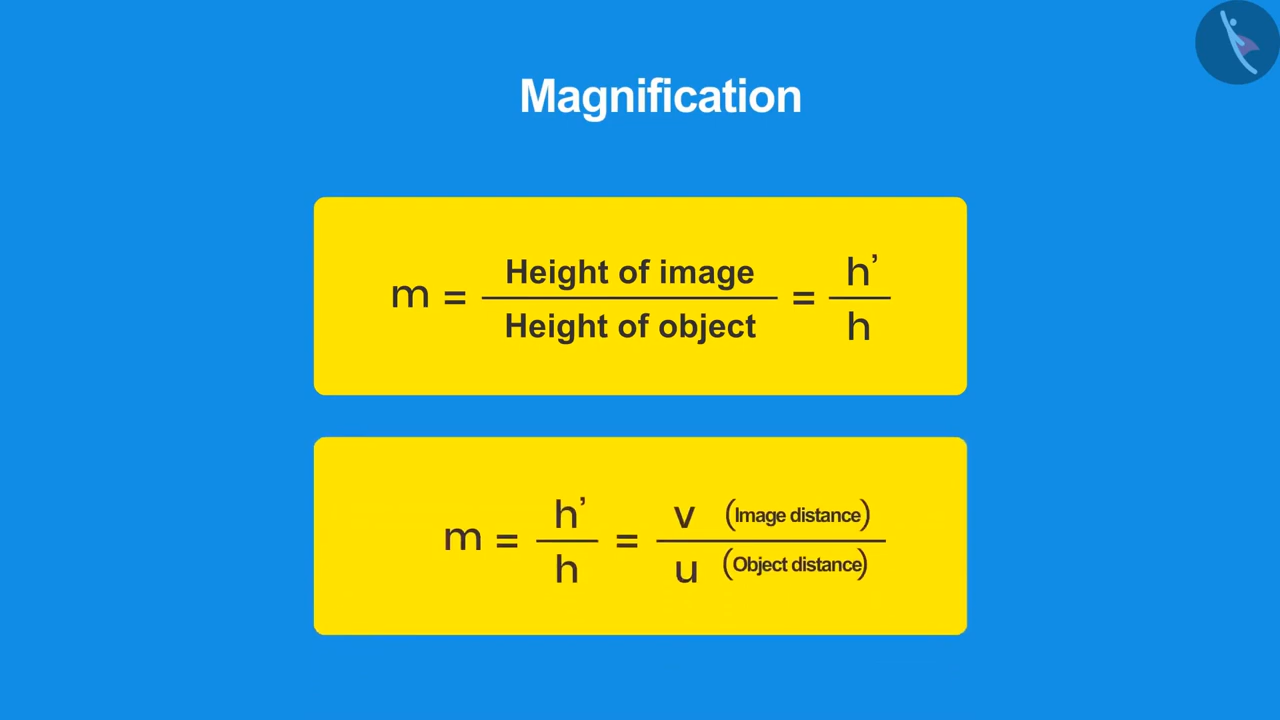 Magnification
m = Height of image / Height of object = h’ / h
m = h’ / h = v (Image distance) / u (Object distance)